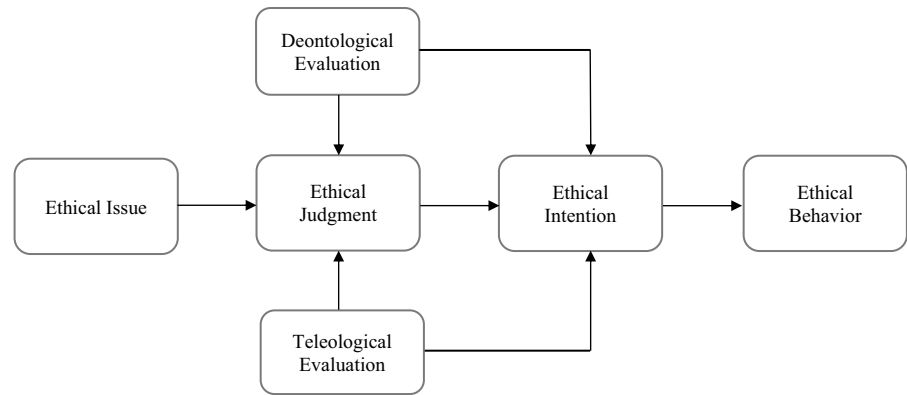 Deontological
Evaluation
Ethical Issue
Ethical
Judgment
Ethical
Intention
Ethical
Behavior
Teleological
Evaluation